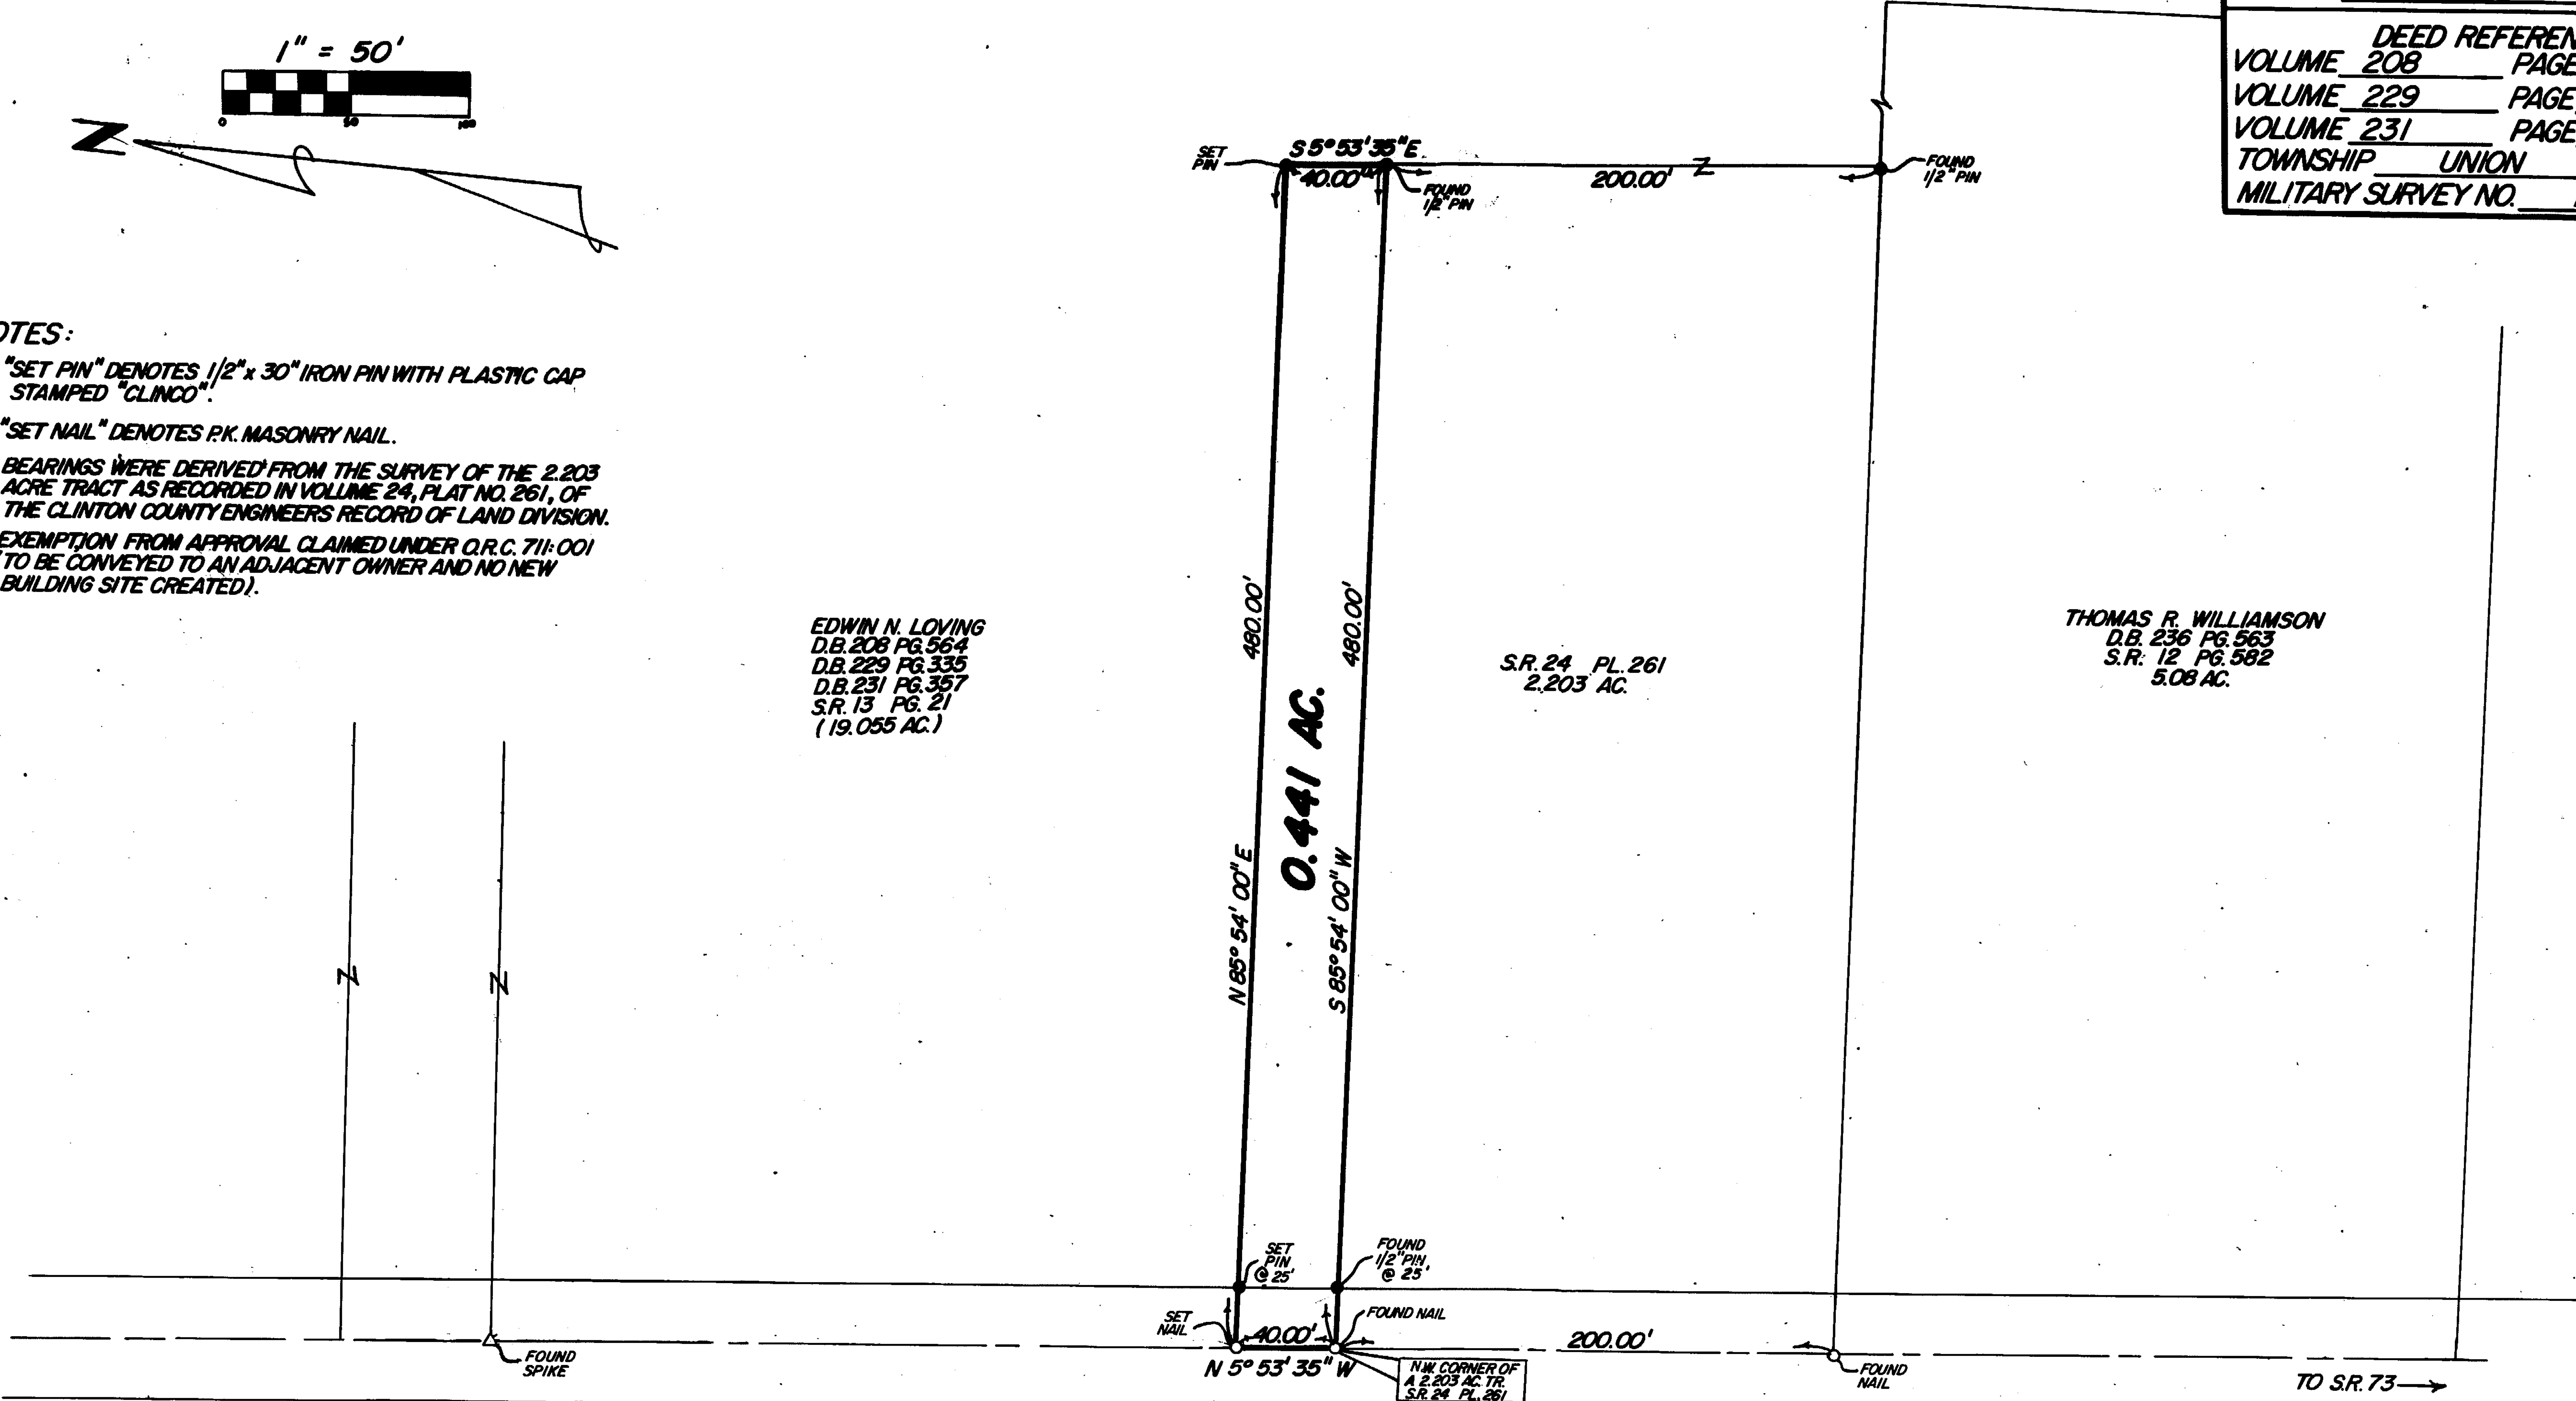 1" = 50'
0 50 100
N
DEED REFEREN
VOLUME 208 PAGE
VOLUME 229 PAGE
VOLUME 231 PAGE
TOWNSHIP UNION
MILITARY SURVEY NO.
SET
PIN
S 5° 53' 35" E
40.00'
FOUND
1/2" PIN
200.00'
FOUND
1/2" PIN
OTES:
"SET PIN" DENOTES 1/2" x 30" IRON PIN WITH PLASTIC CAP
STAMPED "CLINCO".
"SET NAIL" DENOTES P.K. MASONRY NAIL.
BEARINGS WERE DERIVED FROM THE SURVEY OF THE 2.203
ACRE TRACT AS RECORDED IN VOLUME 24, PLAT NO. 261, OF
THE CLINTON COUNTY ENGINEERS RECORD OF LAND DIVISION.
EXEMPTION FROM APPROVAL CLAIMED UNDER O.R.C. 711:001
(TO BE CONVEYED TO AN ADJACENT OWNER AND NO NEW
BUILDING SITE CREATED).
EDWIN N. LOVING
D.B. 208 PG. 564
D.B. 229 PG. 335
D.B. 231 PG. 357
S.R. 13 PG. 21
(19.055 AC.)
N 85° 54' 00" E 480.00'
0.441 AC.
S 85° 54' 00" W 480.00'
S.R. 24 PL. 261
2.203 AC.
THOMAS R. WILLIAMSON
D.B. 236 PG. 563
S.R. 12 PG. 582
5.08 AC.
SET
PIN
@ 25'
FOUND
1/2" PIN
@ 25'
SET
NAIL
FOUND NAIL
40.00'
200.00'
N 5° 53' 35" W
FOUND
SPIKE
N.W. CORNER OF
A 2.203 AC. TR.
S.R. 24 PL. 261
FOUND
NAIL
TO S.R. 73